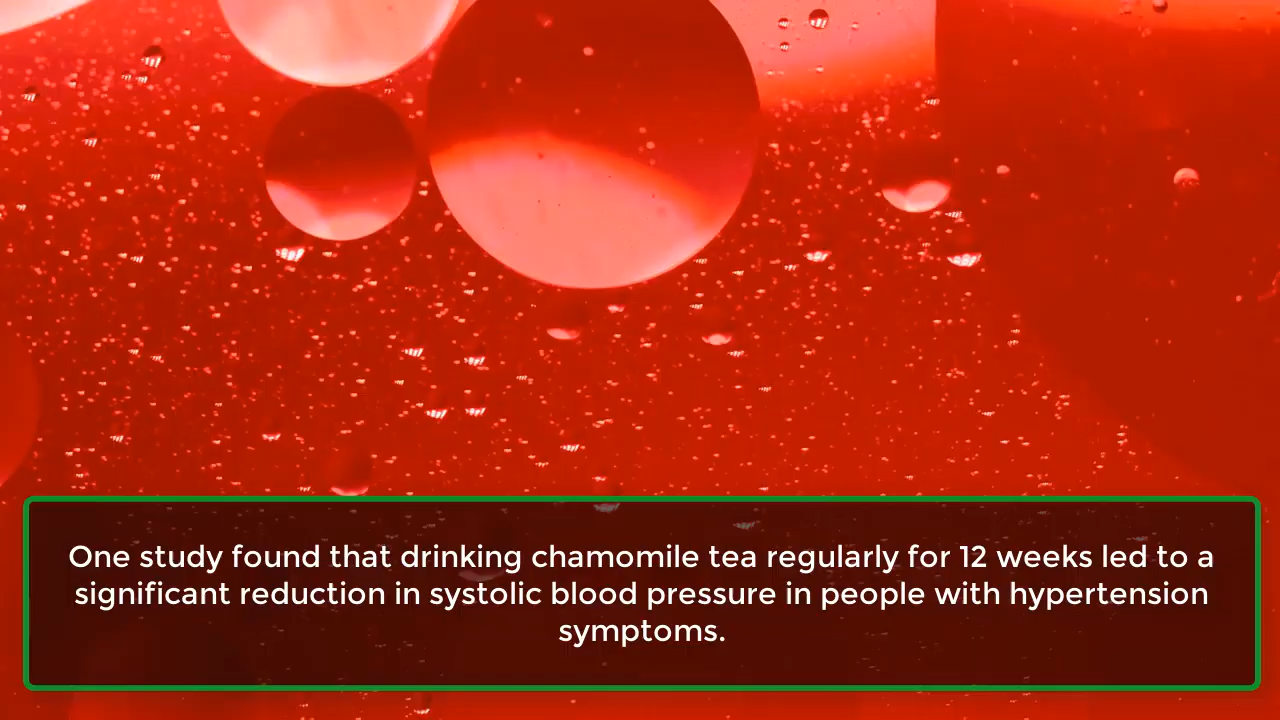 One study found that drinking chamomile tea regularly for 12 weeks led to a
significant reduction in systolic blood pressure in people with hypertension
symptoms.